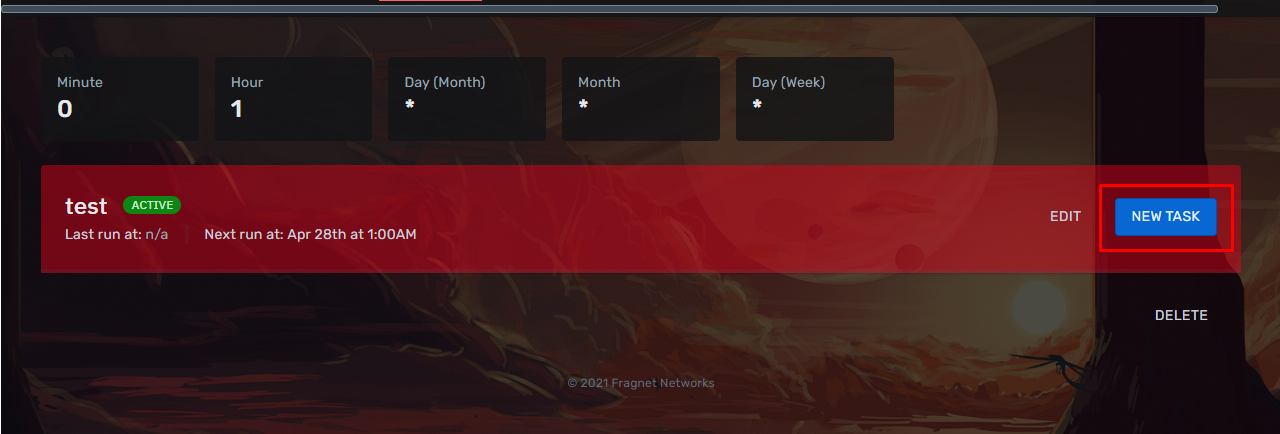 Minute
0
Hour
1
Day (Month)
*
Month
*
Day (Week)
*
test ACTIVE
Last run at: n/a Next run at: Apr 28th at 1:00AM
EDIT NEW TASK
DELETE
© 2021 Fragnet Networks